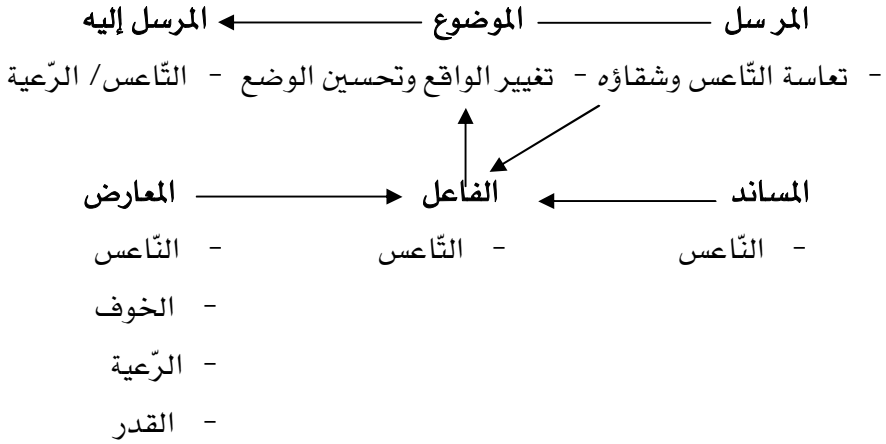 المرسل الموضوع المرسل إليه
- تعاسة التّاعس وشقاؤه - تغيير الواقع وتحسين الوضع - التّاعس/ الرّعية
المساند الفاعل المعارض
- النّاعس - التّاعس - النّاعس
- الخوف
- الرّعية
- القدر